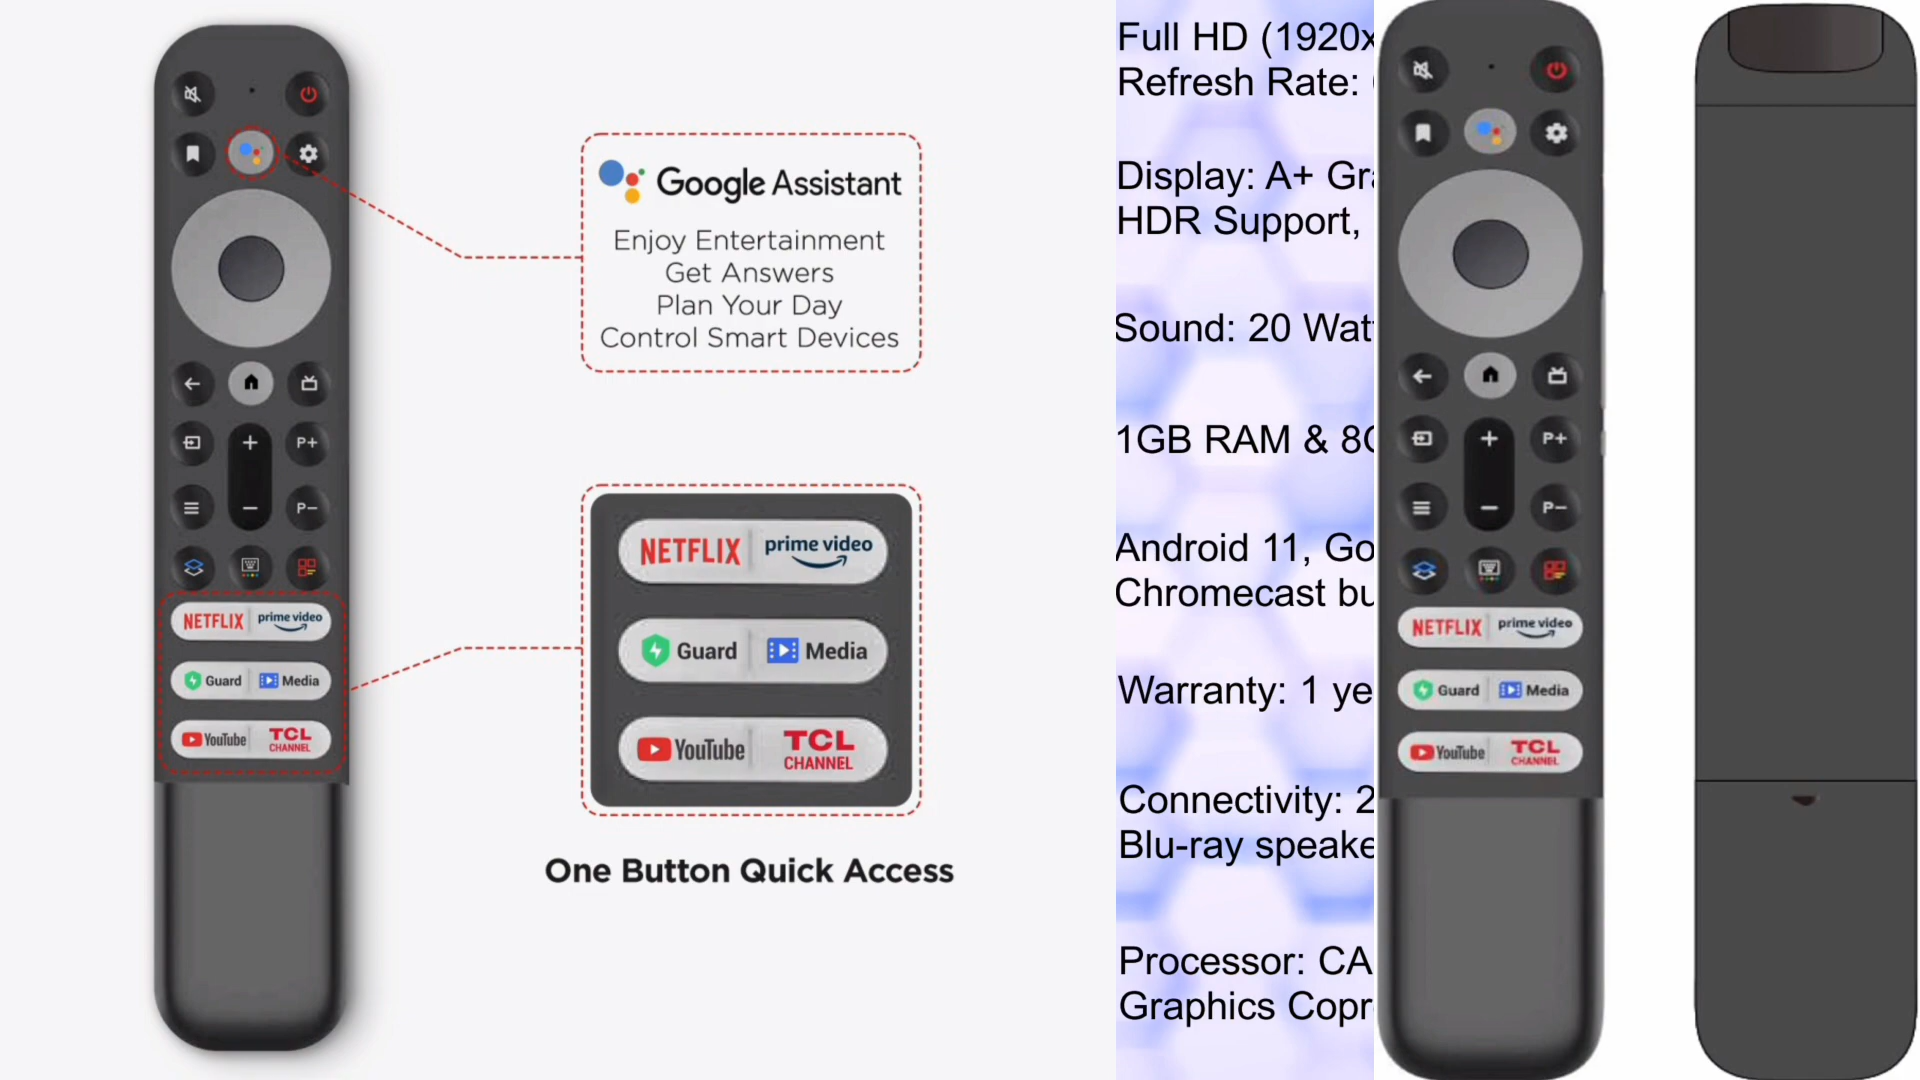 Google Assistant
Enjoy Entertainment
Get Answers
Plan Your Day
Control Smart Devices
P+
P−
NETFLIX prime video
Guard Media
YouTube TCL CHANNEL
NETFLIX prime video
Guard Media
YouTube TCL
CHANNEL
One Button Quick Access
Full HD (1920x
Refresh Rate:
Display: A+ Gra
HDR Support,
Sound: 20 Wat
1GB RAM & 8G
Android 11, Go
Chromecast bu
Warranty: 1 ye
Connectivity: 2
Blu-ray speake
Processor: CA
Graphics Copr
P+
P−
NETFLIX prime video
Guard Media
YouTube TCL CHANNEL